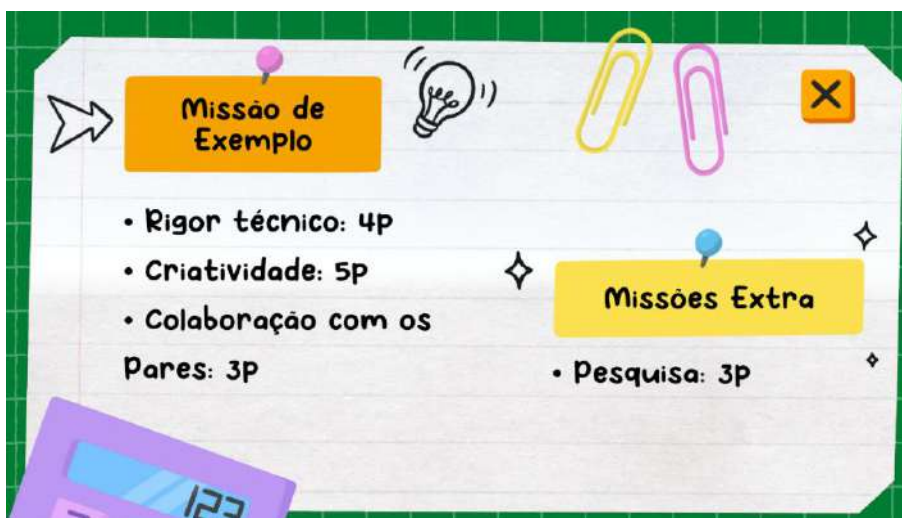 Missão de
Exemplo
• Rigor técnico: 4P
• Criatividade: 5P
• Colaboração com os
Pares: 3P
Missões Extra
• Pesquisa: 3P
123